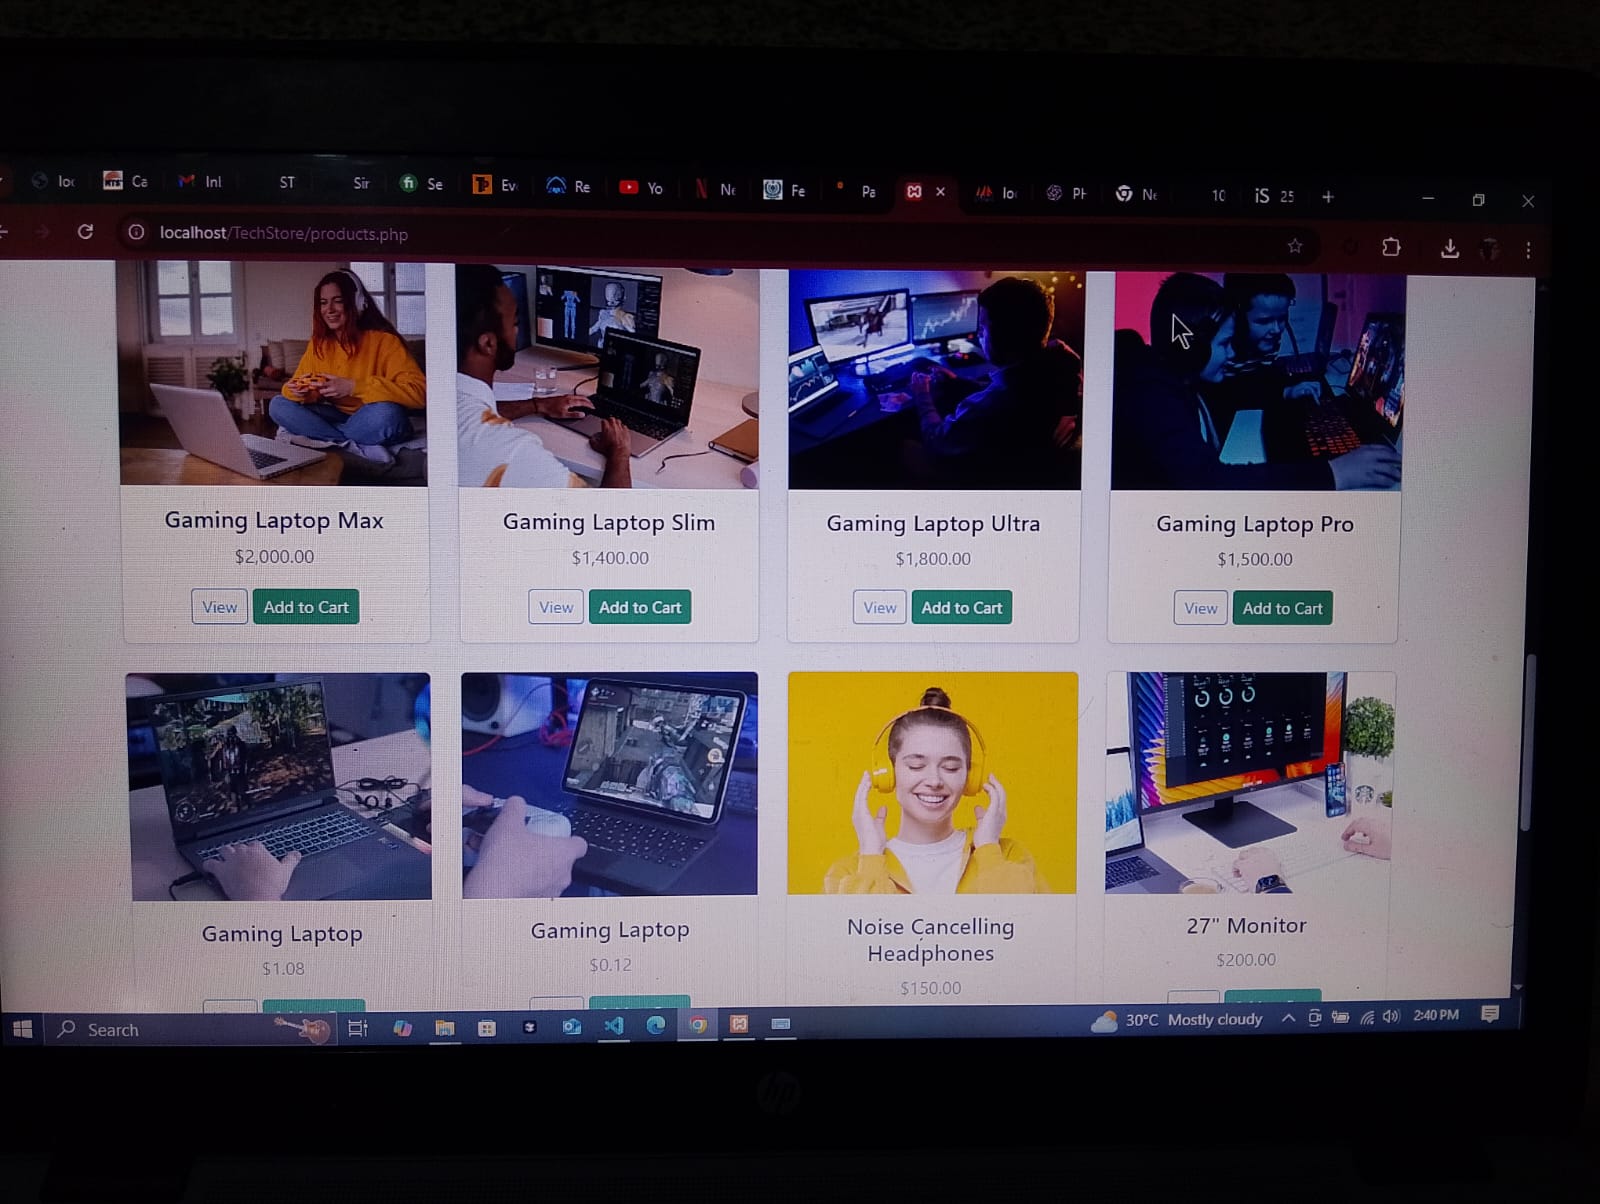 loc
Ca
Inl
ST
Sir
Se
Ev
Re
Yo
Ne
Fe
Pa
lo
PH
Ne
10
iS 25
localhost/TechStore/products.php
Gaming Laptop Max
$2,000.00
View Add to Cart
Gaming Laptop Slim
$1,400.00
View Add to Cart
Gaming Laptop Ultra
$1,800.00
View Add to Cart
Gaming Laptop Pro
$1,500.00
View Add to Cart
Gaming Laptop
$1.08
Gaming Laptop
$0.12
Noise Cancelling
Headphones
$150.00
27" Monitor
$200.00
Search
30°C Mostly cloudy
2:40 PM
hp